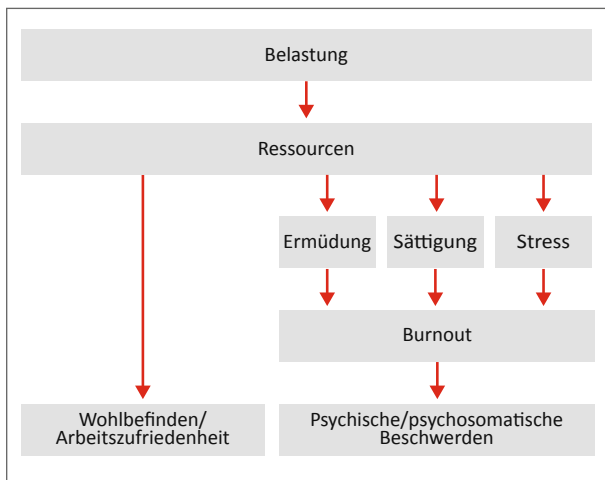 Belastung
Ressourcen
Ermüdung
Sättigung
Stress
Burnout
Wohlbefinden/
Arbeitszufriedenheit
Psychische/psychosomatische
Beschwerden